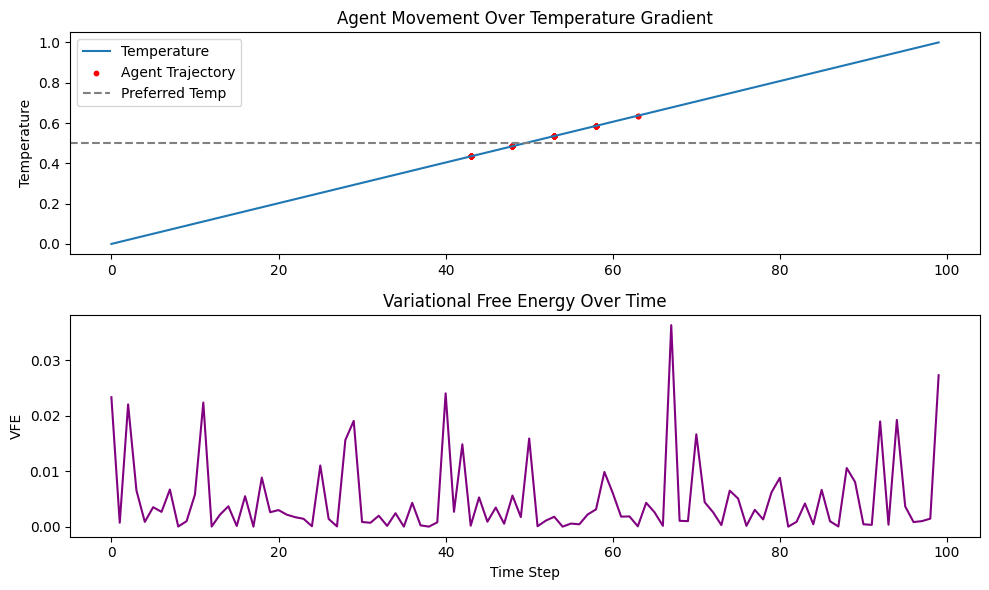 Agent Movement Over Temperature Gradient
Temperature
1.0
0.8
0.6
0.4
0.2
0.0
Temperature
Agent Trajectory
Preferred Temp
0 20 40 60 80 100
Variational Free Energy Over Time
VFE
0.03
0.02
0.01
0.00
0 20 40 60 80 100
Time Step